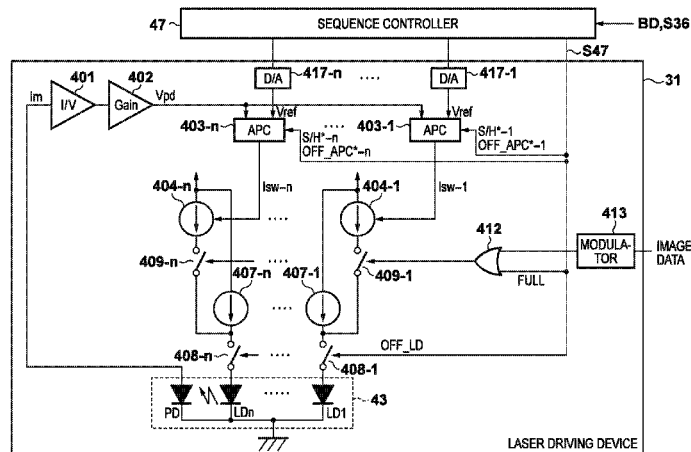 47
SEQUENCE CONTROLLER
BD,S36
S47
401
402
D/A
417-n
D/A
417-1
31
Im
I/V
Gain
Vpd
Vref
Vref
403-n
APC
403-1
APC
S/H*-n
OFF_APC*-n
S/H*-1
OFF_APC*-1
404-n
Isw-n
404-1
Isw-1
412
413
MODULA-
TOR
IMAGE
DATA
409-n
407-n
407-1
409-1
FULL
OFF_LD
408-n
408-1
43
PD
LDn
LD1
LASER DRIVING DEVICE